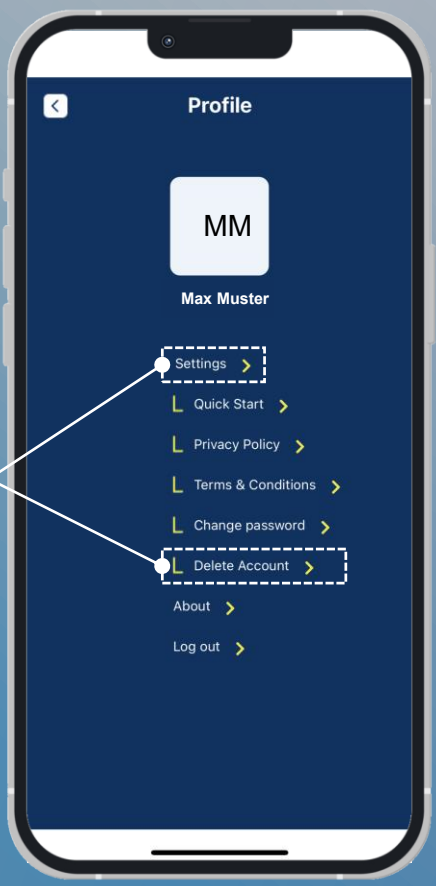 Profile
MM
Max Muster
Settings
Quick Start
Privacy Policy
Terms & Conditions
Change password
Delete Account
About
Log out